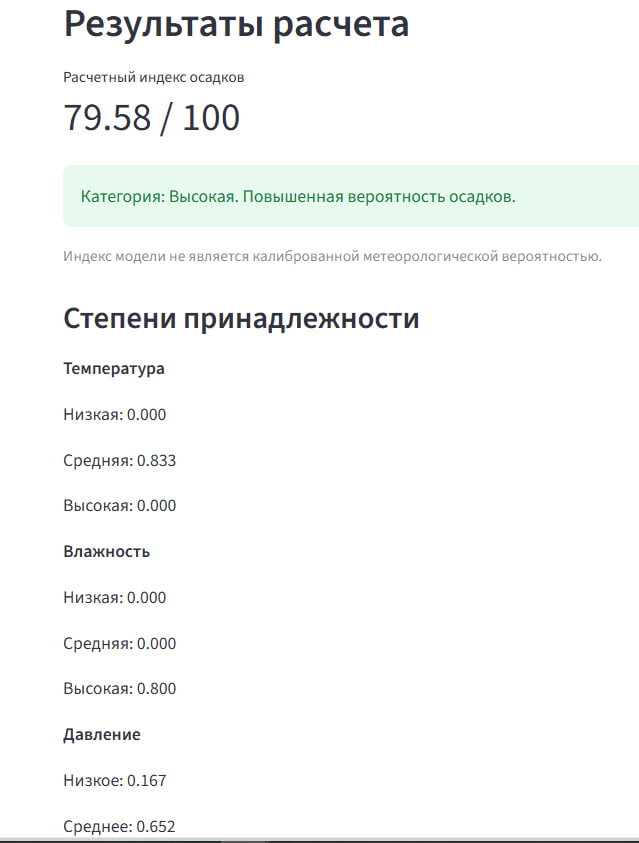 Результаты расчета
Расчетный индекс осадков
79.58 / 100
Категория: Высокая. Повышенная вероятность осадков.
Индекс модели не является калиброванной метеорологической вероятностью.
Степени принадлежности
Температура
Низкая: 0.000
Средняя: 0.833
Высокая: 0.000
Влажность
Низкая: 0.000
Средняя: 0.000
Высокая: 0.800
Давление
Низкое: 0.167
Среднее: 0.652